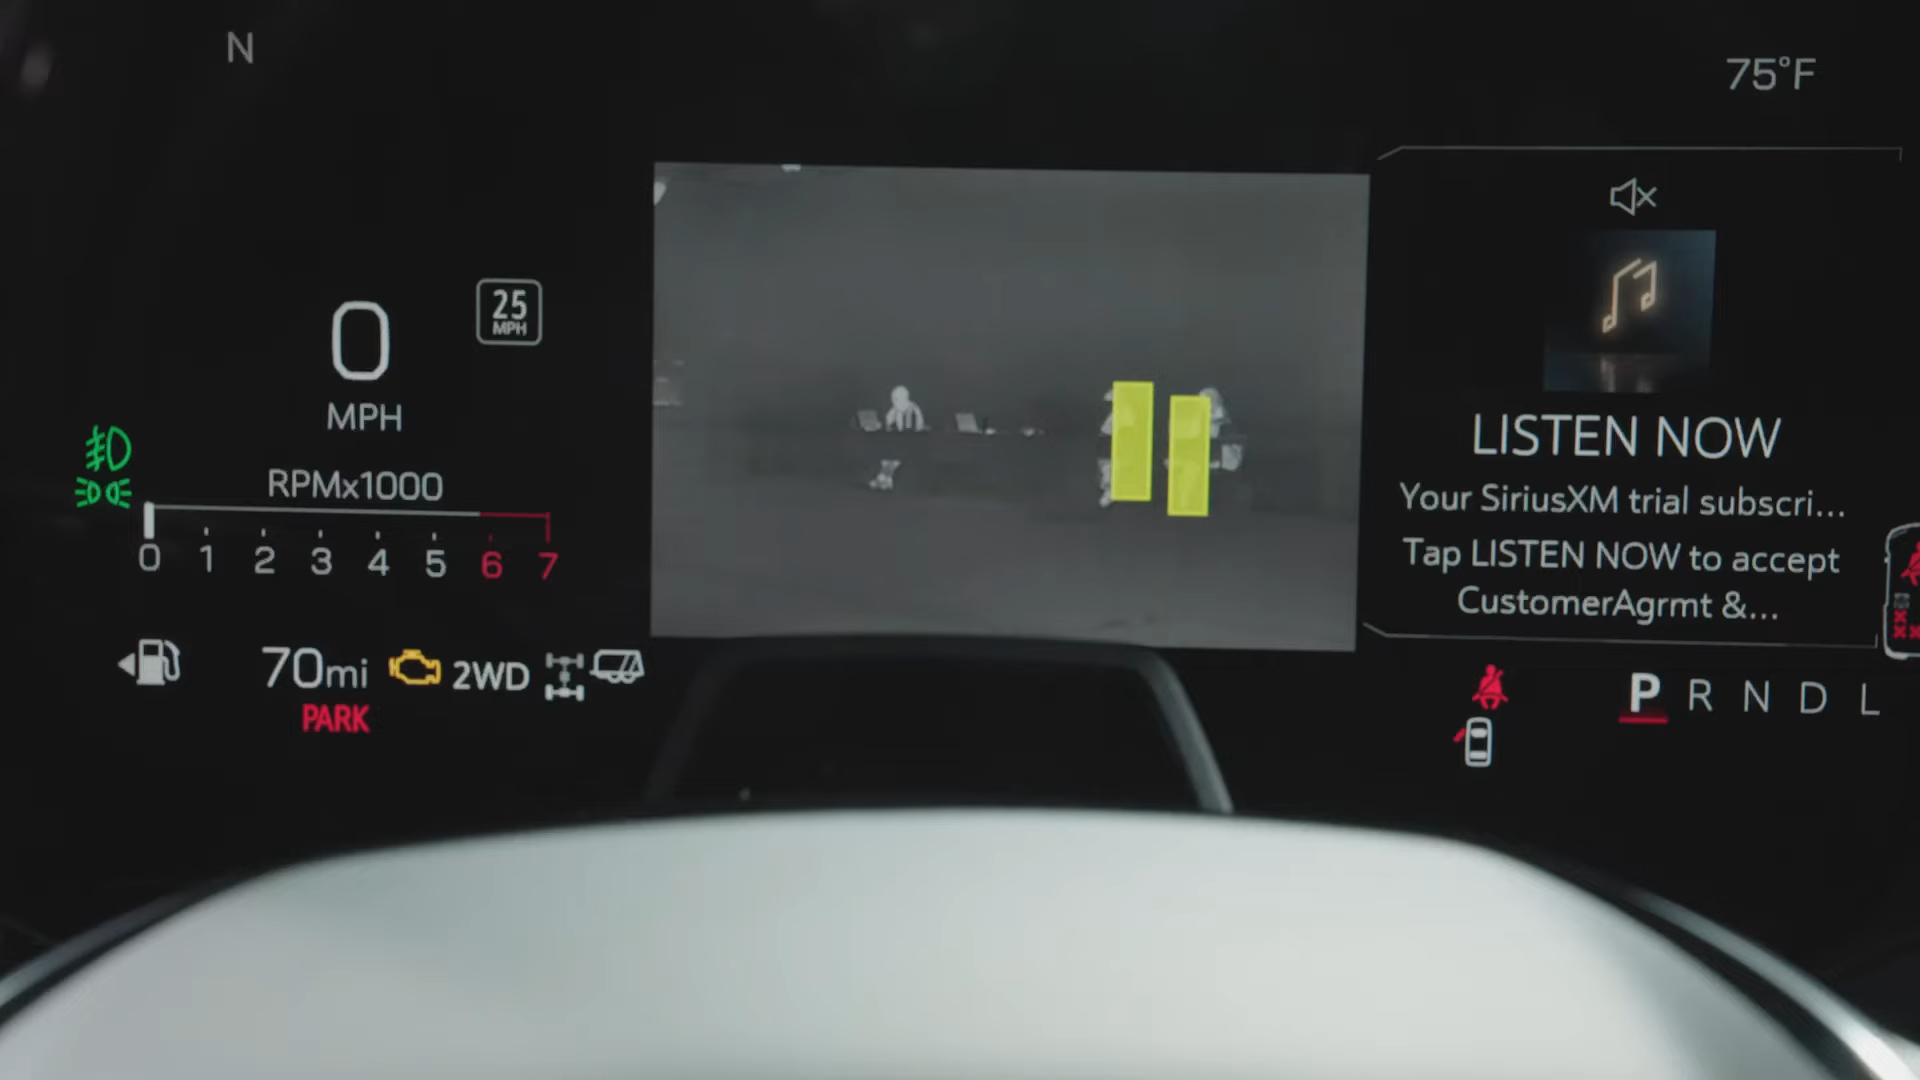 N
75°F
25
MPH
0
MPH
RPMx1000
0 1 2 3 4 5 6 7
70mi
2WD
PARK
LISTEN NOW
Your SiriusXM trial subscri...
Tap LISTEN NOW to accept
CustomerAgrmt &...
P R N D L